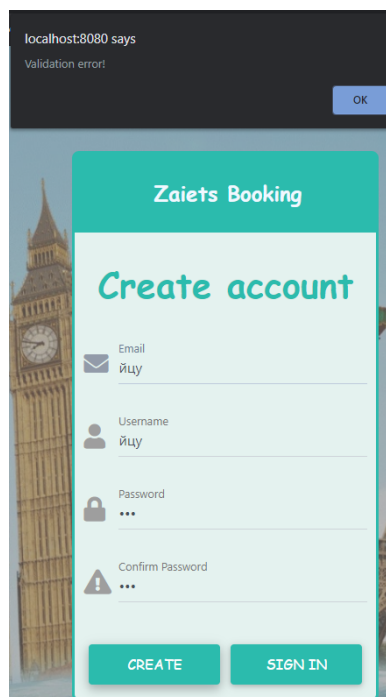 localhost:8080 says
Validation error!
OK
Zaiets Booking
Create account
Email
йцу
Username
йцу
Password
•••
Confirm Password
•••
CREATE SIGN IN